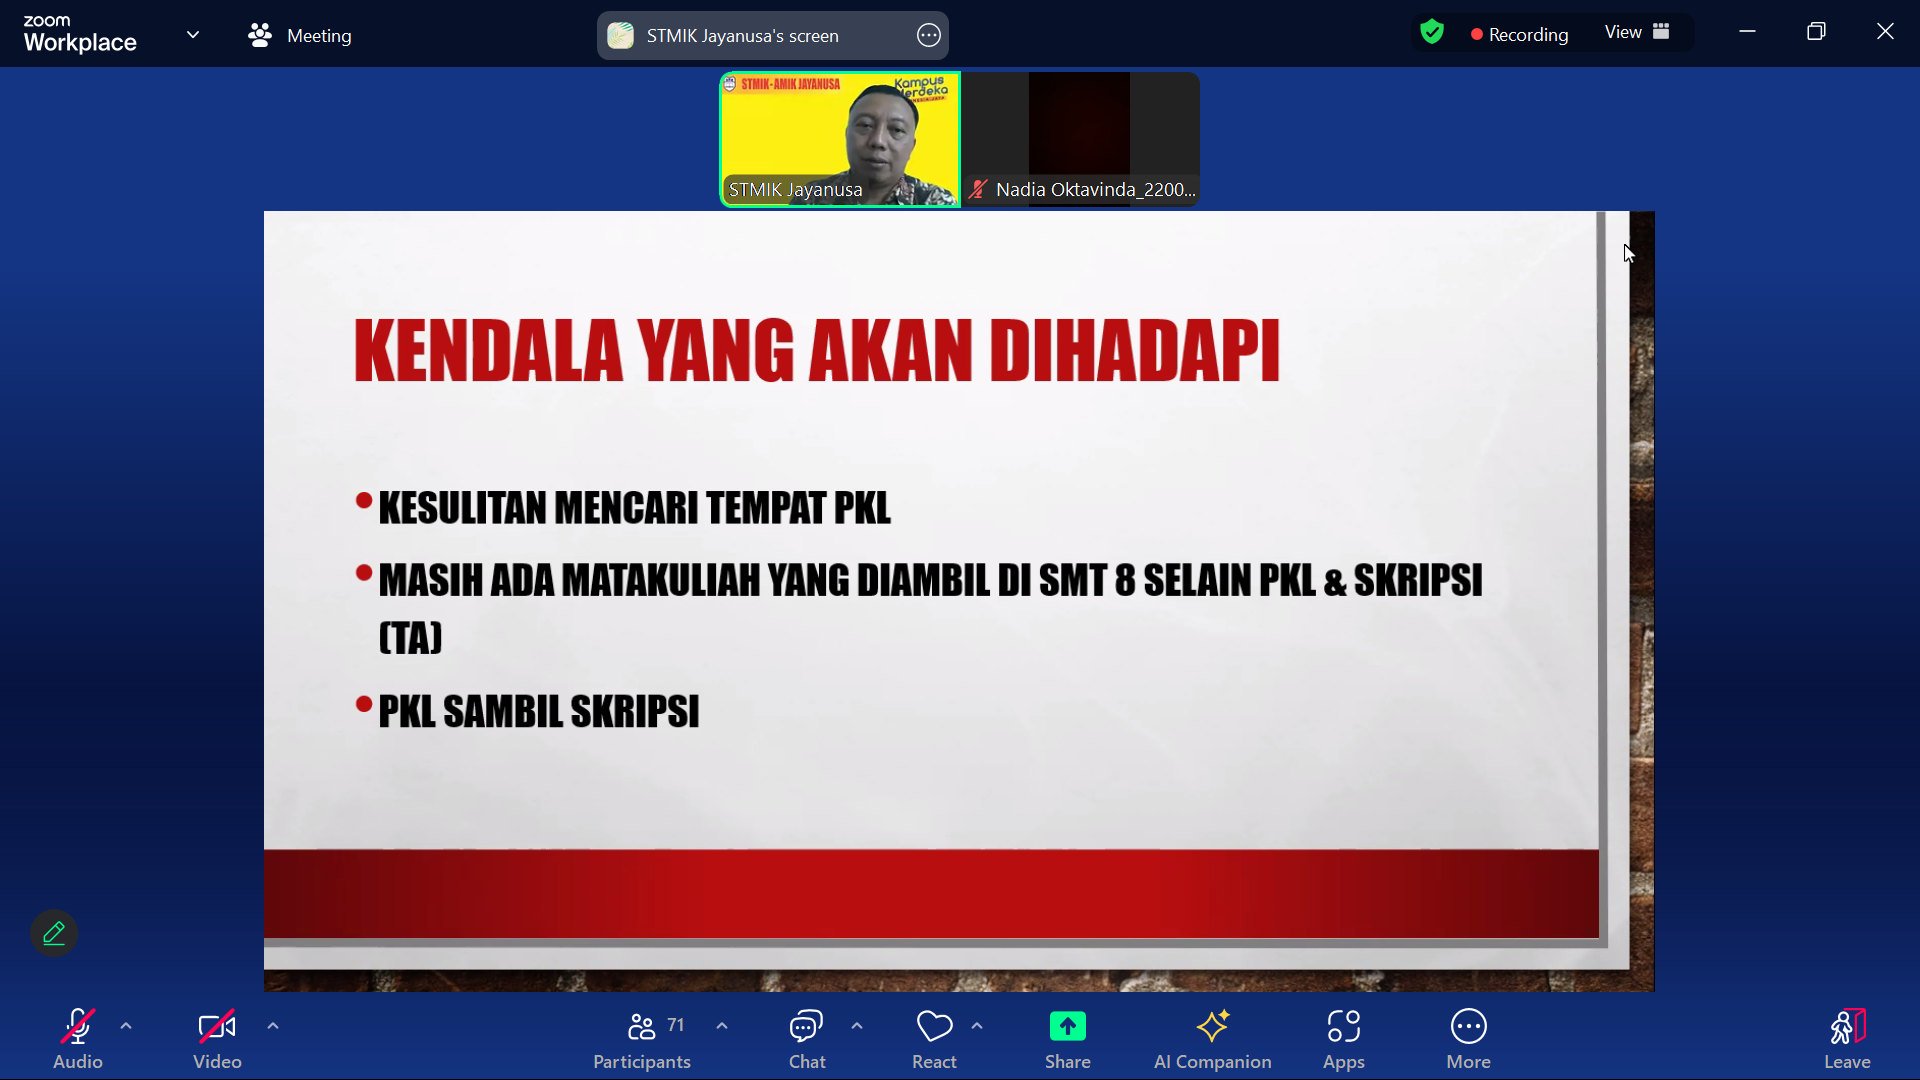 zoom
Workplace
Meeting
STMIK Jayanusa's screen
Recording
View
STMIK - AMIK JAYANUSA
Kampus
Merdeka
STMIK Jayanusa
Nadia Oktavinda_2200...
KENDALA YANG AKAN DIHADAPI
•KESULITAN MENCARI TEMPAT PKL
•MASIH ADA MATAKULIAH YANG DIAMBIL DI SMT 8 SELAIN PKL & SKRIPSI
(TA)
•PKL SAMBIL SKRIPSI
71
Audio
Video
Participants
Chat
React
Share
AI Companion
Apps
More
Leave